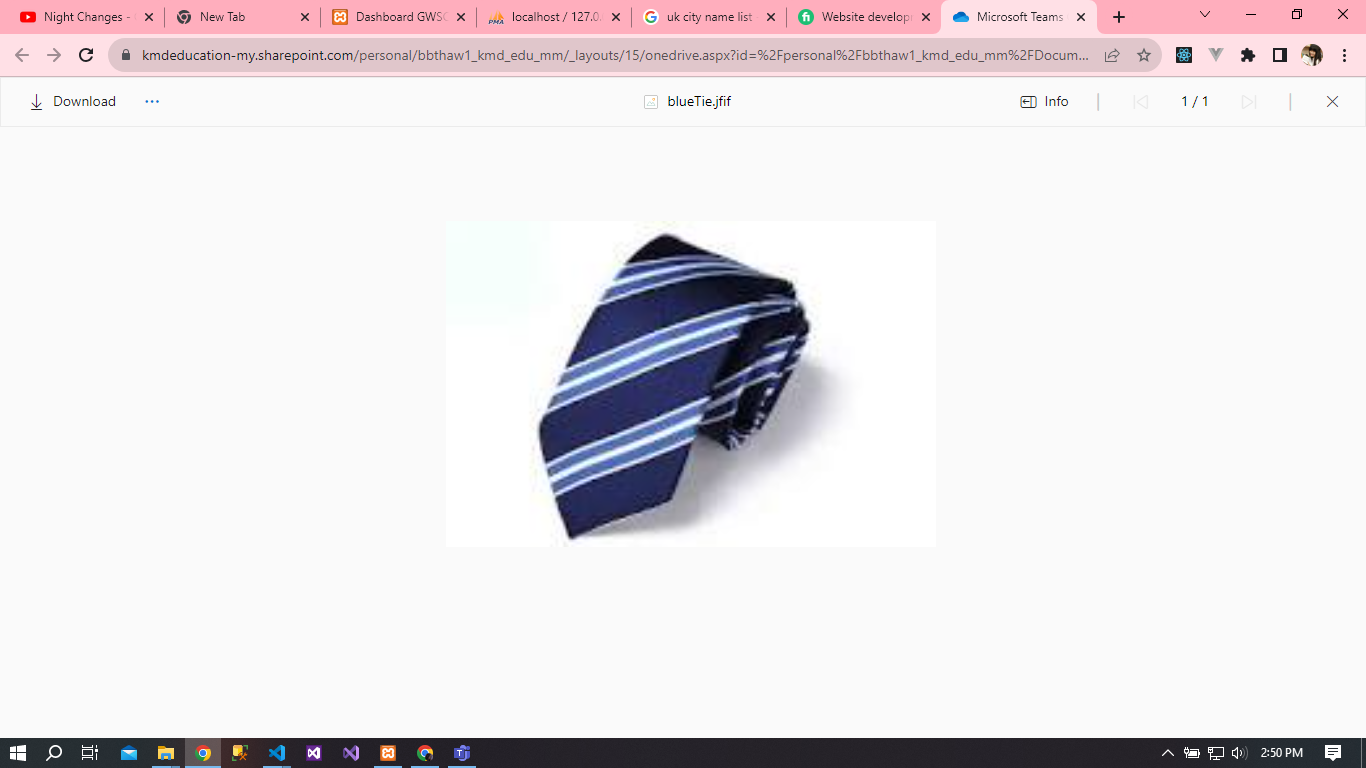 Night Changes -
New Tab
Dashboard GWSC
localhost / 127.0.
uk city name list
Website develop
Microsoft Teams
kmdeducation-my.sharepoint.com/personal/bbthaw1_kmd_edu_mm/_layouts/15/onedrive.aspx?id=%2Fpersonal%2Fbbthaw1_kmd_edu_mm%2FDocum...
Download
blueTie.jfif
Info
1 / 1
2:50 PM